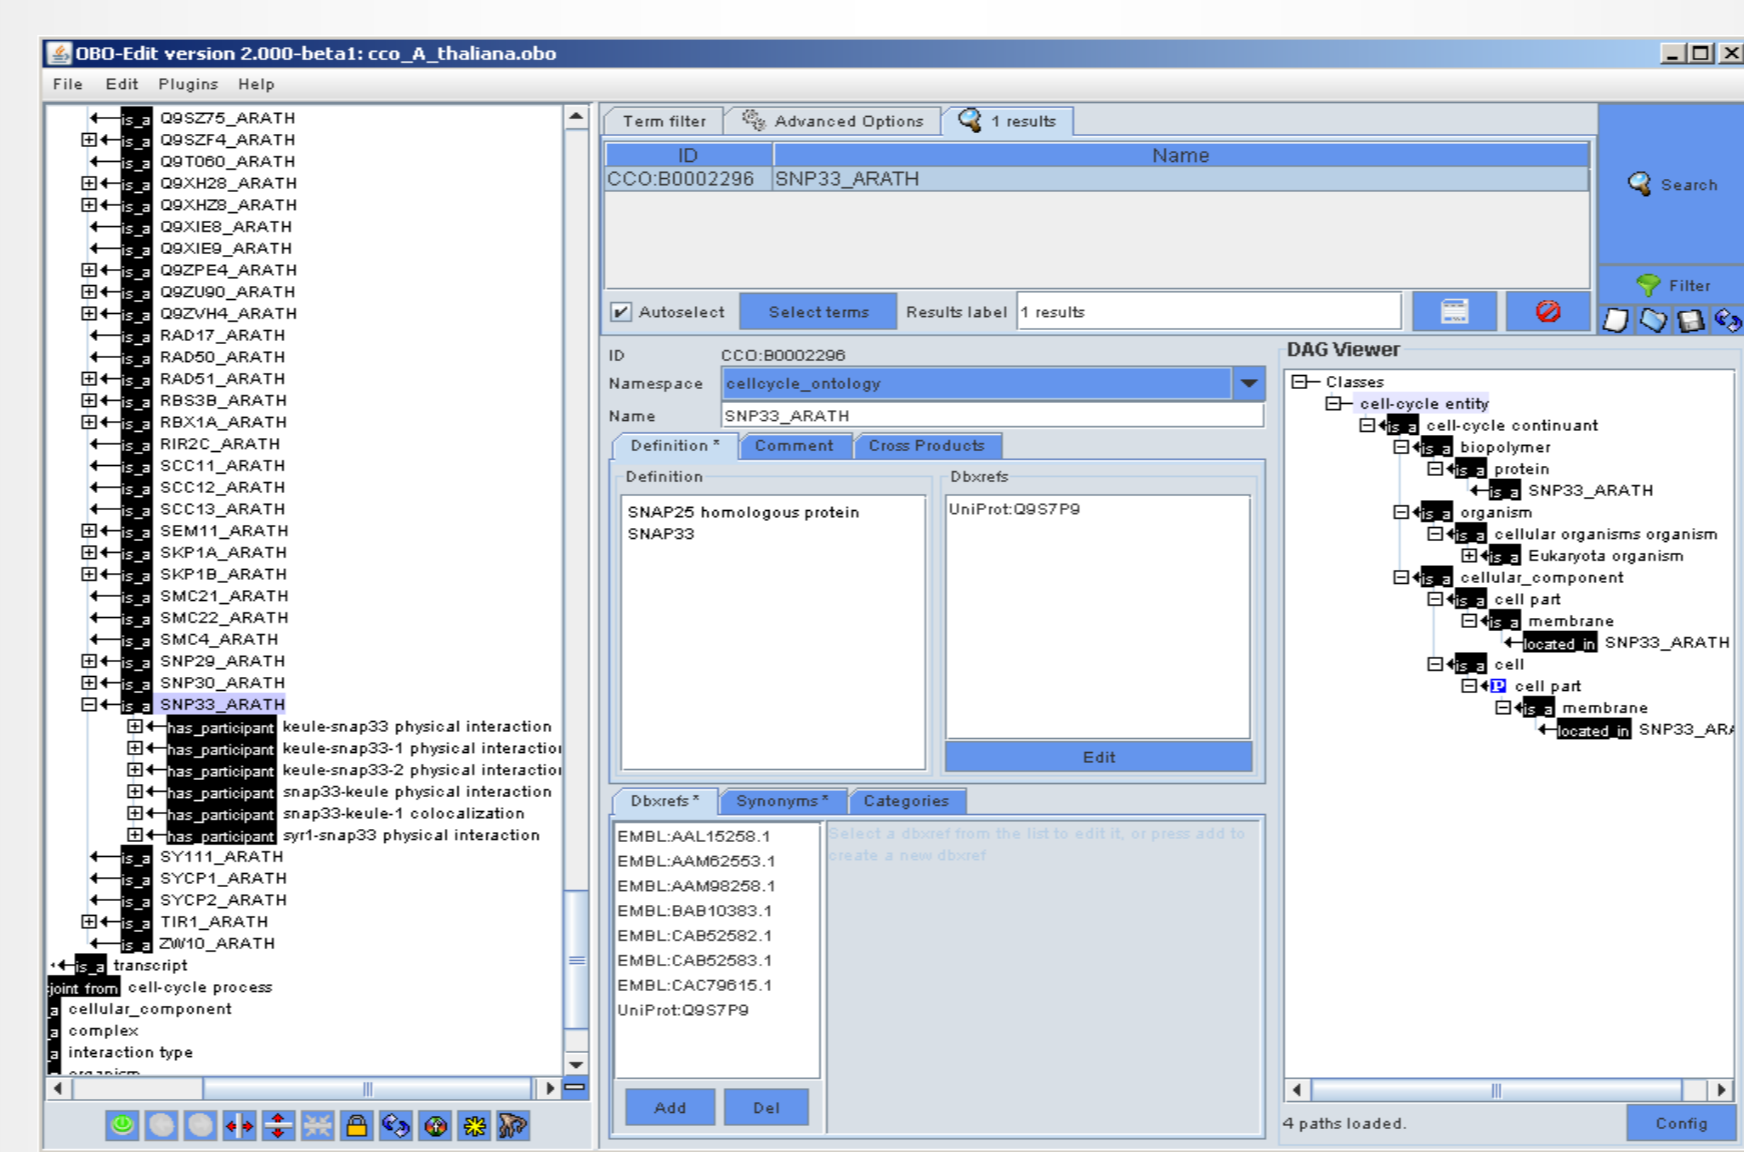 OBO-Edit version 2.000-beta1: cco_A_thaliana.obo
File Edit Plugins Help
is_a Q9SZ75_ARATH
is_a Q9SZF4_ARATH
is_a Q9T060_ARATH
is_a Q9XH28_ARATH
is_a Q9XHZ8_ARATH
is_a Q9XIE8_ARATH
is_a Q9XIE9_ARATH
is_a Q9ZPE4_ARATH
is_a Q9ZU90_ARATH
is_a Q9ZVH4_ARATH
is_a RAD17_ARATH
is_a RAD50_ARATH
is_a RAD51_ARATH
is_a RBS3B_ARATH
is_a RBX1A_ARATH
is_a RIR2C_ARATH
is_a SCC11_ARATH
is_a SCC12_ARATH
is_a SCC13_ARATH
is_a SEM11_ARATH
is_a SKP1A_ARATH
is_a SKP1B_ARATH
is_a SMC21_ARATH
is_a SMC22_ARATH
is_a SMC4_ARATH
is_a SNP29_ARATH
is_a SNP30_ARATH
is_a SNP33_ARATH
has_participant keule-snap33 physical interaction
has_participant keule-snap33-1 physical interaction
has_participant keule-snap33-2 physical interaction
has_participant snap33-keule physical interaction
has_participant snap33-keule-1 colocalization
has_participant syr1-snap33 physical interaction
is_a SY111_ARATH
is_a SYCP1_ARATH
is_a SYCP2_ARATH
is_a TIR1_ARATH
is_a ZW10_ARATH
is_a transcript
joint from cell-cycle process
a cellular_component
a complex
a interaction type
organism
Term filter Advanced Options 1 results
ID Name
CCO:B0002296 SNP33_ARATH
Search
Filter
Autoselect Select terms Results label 1 results
ID CCO:B0002296
Namespace cellcycle_ontology
Name SNP33_ARATH
Definition * Comment Cross Products
Definition
SNAP25 homologous protein
SNAP33
Dbxrefs
UniProt:Q9S7P9
Edit
Dbxrefs * Synonyms * Categories
EMBL:AAL15258.1
EMBL:AAM62553.1
EMBL:AAM98258.1
EMBL:BAB10383.1
EMBL:CAB52582.1
EMBL:CAB52583.1
EMBL:CAC79615.1
UniProt:Q9S7P9
Select a dbxref from the list to edit it, or press add to
create a new dbxref
Add Del
DAG Viewer
Classes
cell-cycle entity
is_a cell-cycle continuant
is_a biopolymer
is_a protein
is_a SNP33_ARATH
is_a organism
is_a cellular organisms organism
is_a Eukaryota organism
is_a cellular_component
is_a cell part
is_a membrane
located_in SNP33_ARATH
is_a cell
P cell part
is_a membrane
located_in SNP33_ARA
4 paths loaded.
Config